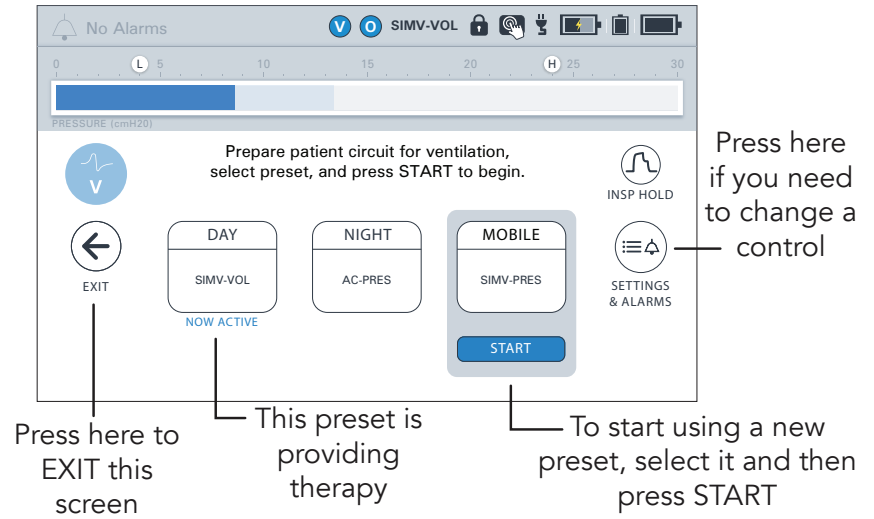 No Alarms
V O SIMV-VOL
0 L 5 10 15 20 H 25 30
PRESSURE (cmH20)
V
Prepare patient circuit for ventilation,
select preset, and press START to begin.
INSP HOLD
Press here
if you need
to change a
control
EXIT
DAY
SIMV-VOL
NOW ACTIVE
NIGHT
AC-PRES
MOBILE
SIMV-PRES
START
SETTINGS
& ALARMS
Press here to
EXIT this
screen
This preset is
providing
therapy
To start using a new
preset, select it and then
press START